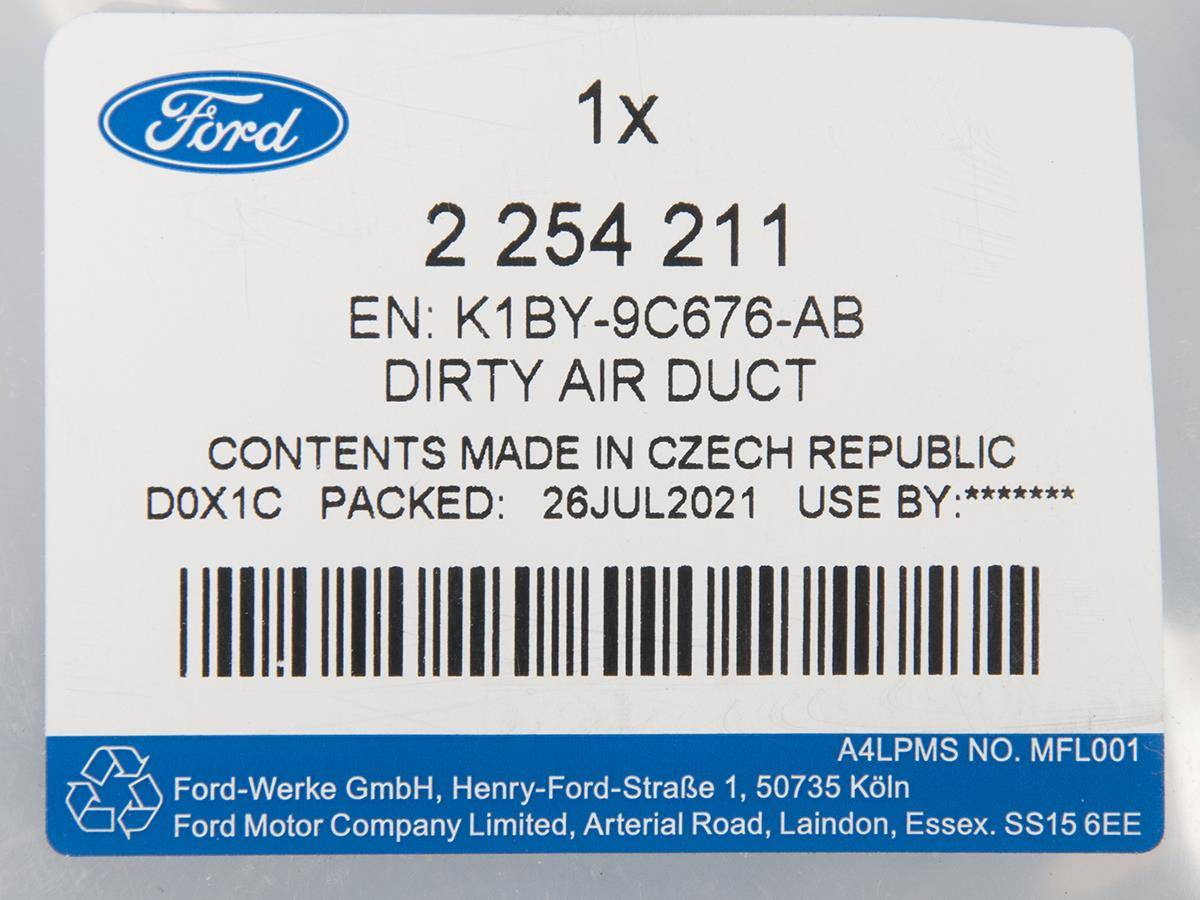 Ford
1x
2 254 211
EN: K1BY-9C676-AB
DIRTY AIR DUCT
CONTENTS MADE IN CZECH REPUBLIC
D0X1C PACKED: 26JUL2021 USE BY:*******
A4LPMS NO. MFL001
Ford-Werke GmbH, Henry-Ford-Straße 1, 50735 Köln
Ford Motor Company Limited, Arterial Road, Laindon, Essex. SS15 6EE